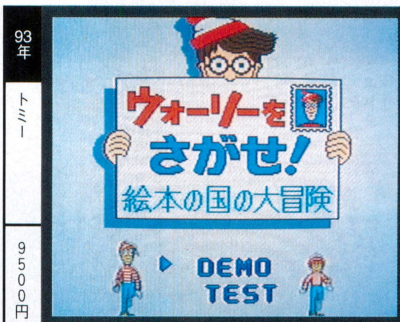 93年
トミー
9500円
ウォーリーを
さがせ!
絵本の国の大冒険
DEMO
TEST